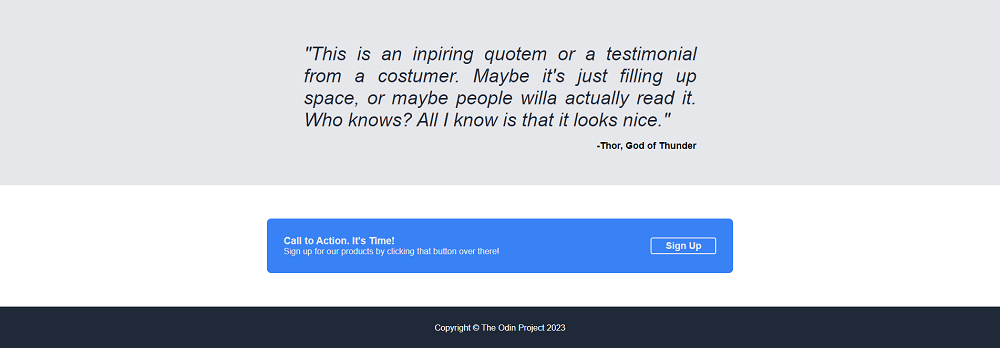 "This is an inpiring quotem or a testimonial
from a costumer. Maybe it's just filling up
space, or maybe people willa actually read it.
Who knows? All I know is that it looks nice."
-Thor, God of Thunder
Call to Action. It's Time!
Sign up for our products by clicking that button over there!
Sign Up
Copyright © The Odin Project 2023